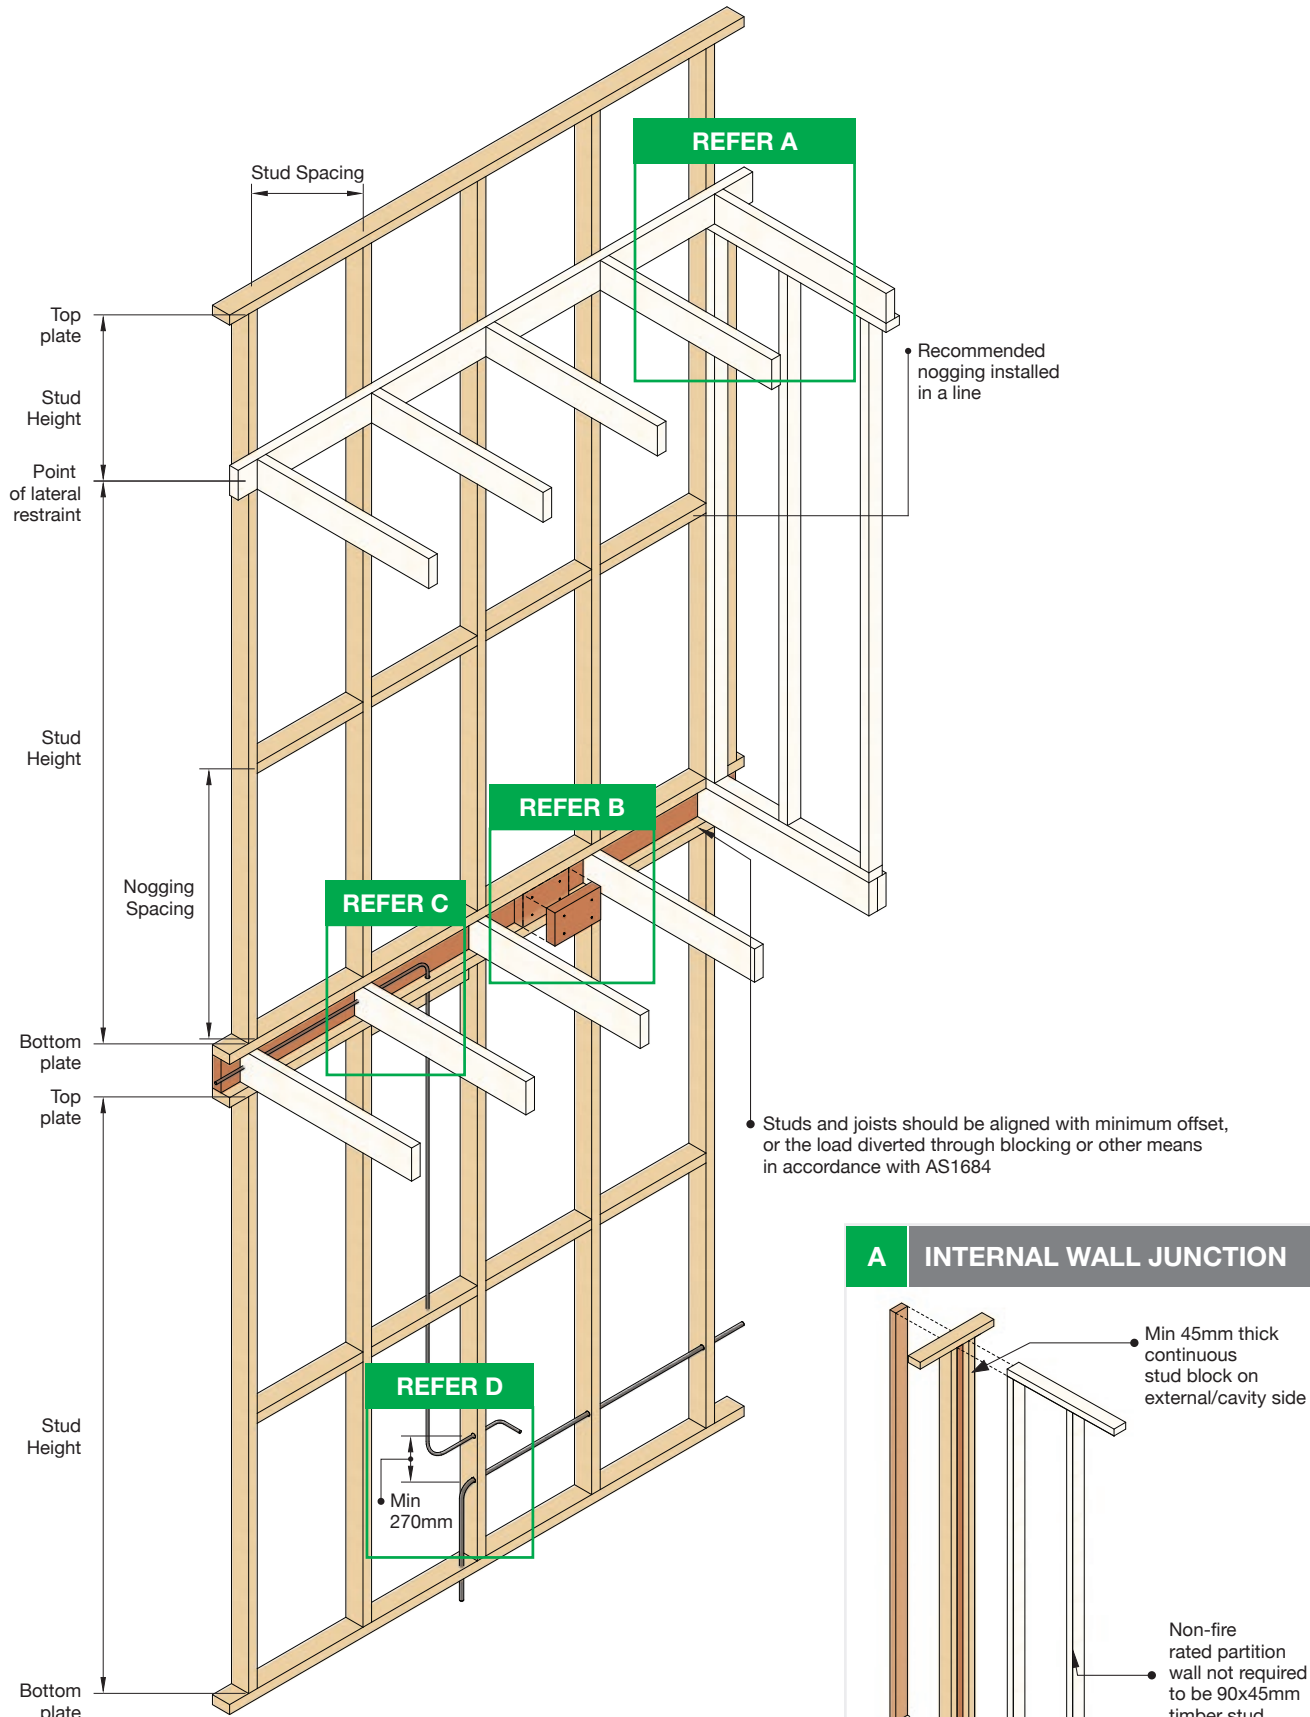 REFER A
Stud Spacing
Top
plate
Stud
Height
Recommended
nogging installed
in a line
Point
of lateral
restraint
Stud
Height
REFER B
Nogging
Spacing
REFER C
Bottom
plate
Top
plate
Studs and joists should be aligned with minimum offset,
or the load diverted through blocking or other means
in accordance with AS1684
A INTERNAL WALL JUNCTION
Min 45mm thick
continuous
stud block on
external/cavity side
REFER D
Stud
Height
Min
270mm
Non-fire
rated partition
wall not required
to be 90x45mm
timber stud
Bottom
plate